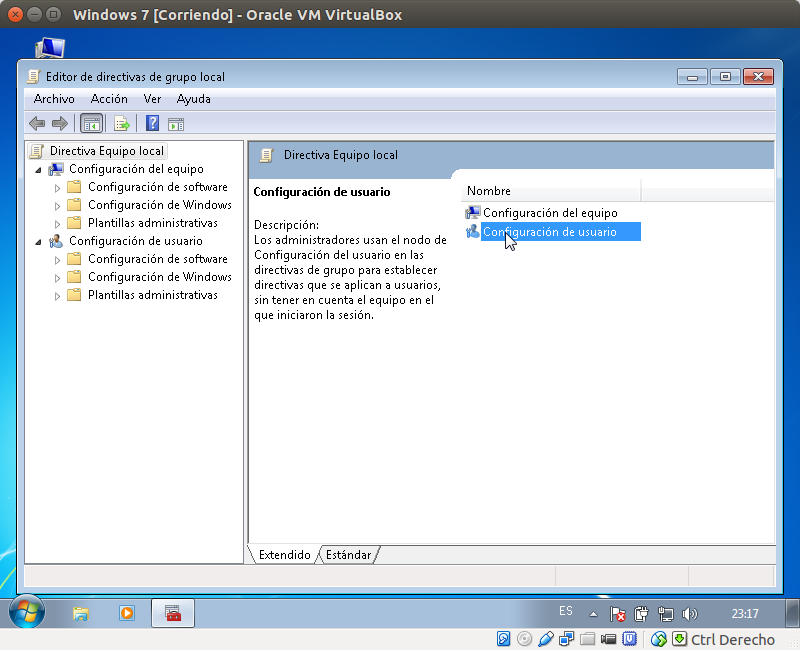 Windows 7 [Corriendo] - Oracle VM VirtualBox
Editor de directivas de grupo local
Archivo Acción Ver Ayuda
Directiva Equipo local
Configuración del equipo
Configuración de software
Configuración de Windows
Plantillas administrativas
Configuración de usuario
Configuración de software
Configuración de Windows
Plantillas administrativas
Directiva Equipo local
Configuración de usuario
Descripción:
Los administradores usan el nodo de
Configuración del usuario en las
directivas de grupo para establecer
directivas que se aplican a usuarios,
sin tener en cuenta el equipo en el
que iniciaron la sesión.
Nombre
Configuración del equipo
Configuración de usuario
Extendido Estándar
ES 23:17
Ctrl Derecho